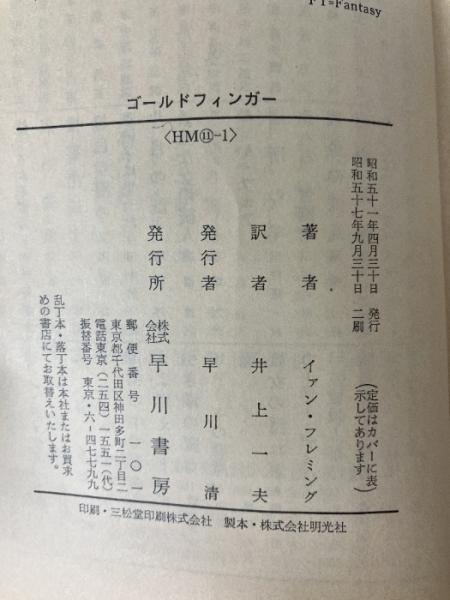 FT=Fantasy
ゴールドフィンガー
〈HM⑪-1〉
昭和五十一年四月三十日 発行
昭和五十七年九月三十日 二刷
(定価はカバーに表
示してあります)
著者 イアン・フレミング
訳者 井上一夫
発行者 早川清
発行所 株式会社 早川書房
郵便番号 一〇一
東京都千代田区神田多町二丁目二
電話東京(二五四)一五五一(代)
振替番号 東京・六-四七七九九
乱丁本・落丁本は本社またはお買求
めの書店にてお取替えいたします。
印刷・三松堂印刷株式会社 製本・株式会社明光社